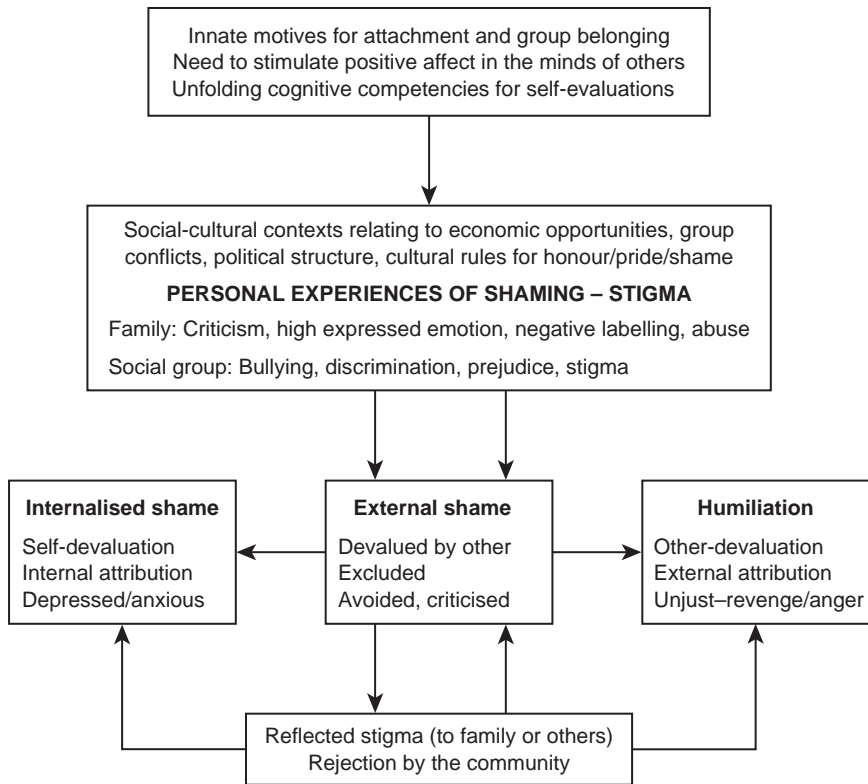 Innate motives for attachment and group belonging
Need to stimulate positive affect in the minds of others
Unfolding cognitive competencies for self-evaluations
Social-cultural contexts relating to economic opportunities, group
conflicts, political structure, cultural rules for honour/pride/shame
PERSONAL EXPERIENCES OF SHAMING – STIGMA
Family: Criticism, high expressed emotion, negative labelling, abuse
Social group: Bullying, discrimination, prejudice, stigma
Internalised shame
Self-devaluation
Internal attribution
Depressed/anxious
External shame
Devalued by other
Excluded
Avoided, criticised
Humiliation
Other-devaluation
External attribution
Unjust–revenge/anger
Reflected stigma (to family or others)
Rejection by the community